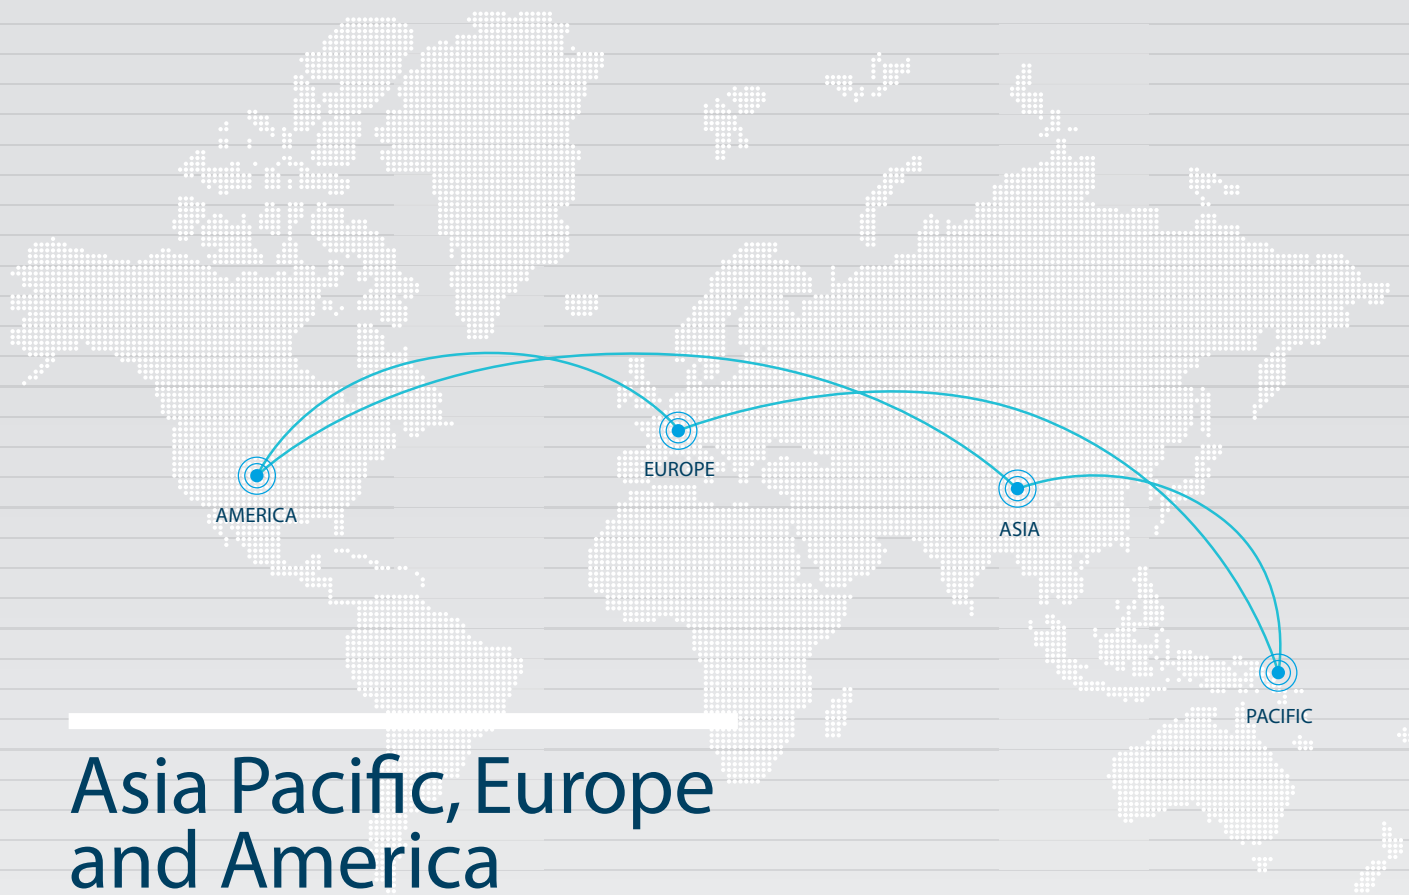 EUROPE
AMERICA
ASIA
PACIFIC
Asia Pacific, Europe
and America